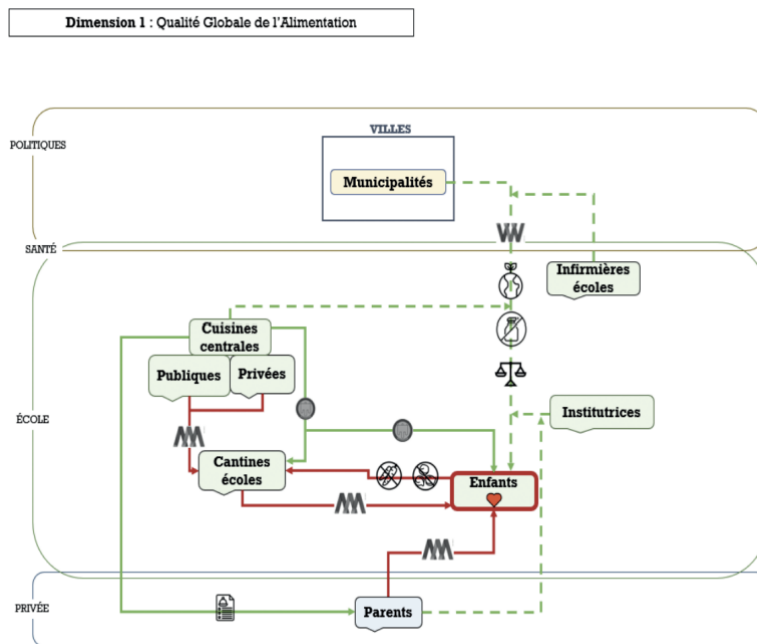 Dimension 1 : Qualité Globale de l'Alimentation
VILLES
POLITIQUES
Municipalités
SANTÉ
Infirmières
écoles
Cuisines
centrales
Publiques
Privées
ÉCOLE
Institutrices
Cantines
écoles
Enfants
PRIVÉE
Parents